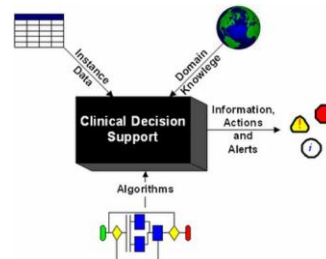 Instance
Data
Domain
Knowlege
Clinical Decision
Support
Information,
Actions
and
Alerts
Algorithms
i